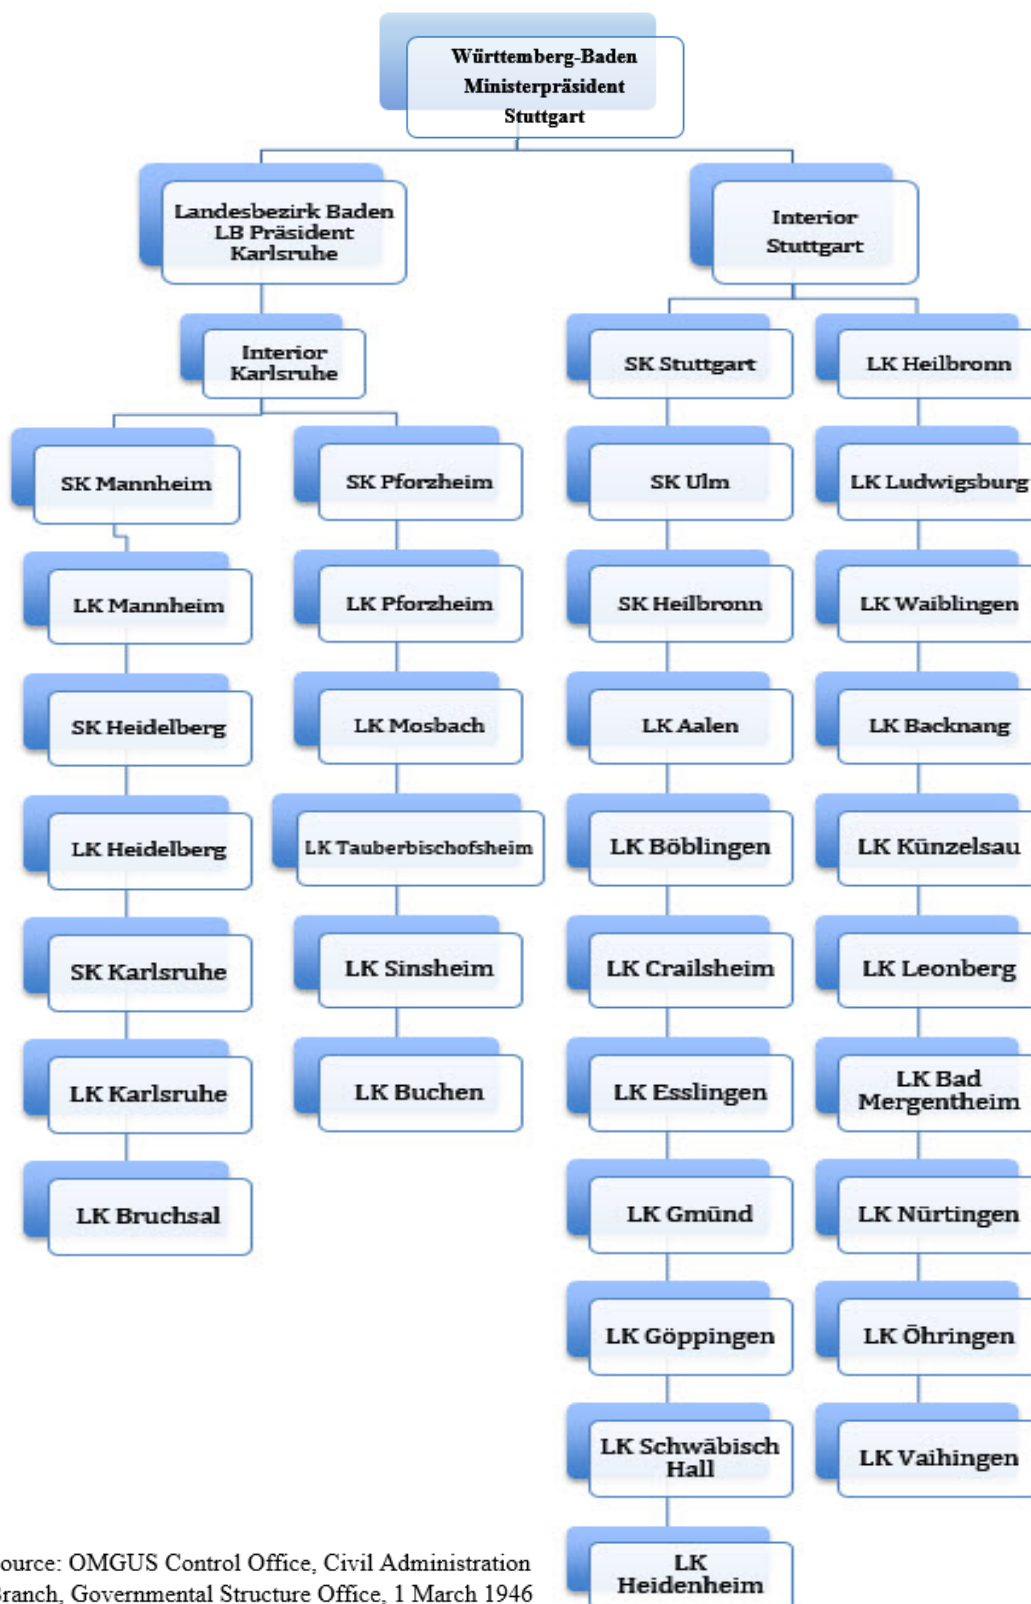 Württemberg-Baden
Ministerpräsident
Stuttgart
Landesbezirk Baden
LB Präsident
Karlsruhe
Interior
Karlsruhe
SK Mannheim
LK Mannheim
SK Heidelberg
LK Heidelberg
SK Karlsruhe
LK Karlsruhe
LK Bruchsal
SK Pforzheim
LK Pforzheim
LK Mosbach
LK Tauberbischofsheim
LK Sinsheim
LK Buchen
Interior
Stuttgart
SK Stuttgart
SK Ulm
SK Heilbronn
LK Aalen
LK Böblingen
LK Crailsheim
LK Esslingen
LK Gmünd
LK Göppingen
LK Schwäbisch
Hall
LK
Heidenheim
LK Heilbronn
LK Ludwigsburg
LK Waiblingen
LK Backnang
LK Künzelsau
LK Leonberg
LK Bad
Mergentheim
LK Nürtingen
LK Öhringen
LK Vaihingen
ource: OMGUS Control Office, Civil Administration
Branch, Governmental Structure Office, 1 March 1946